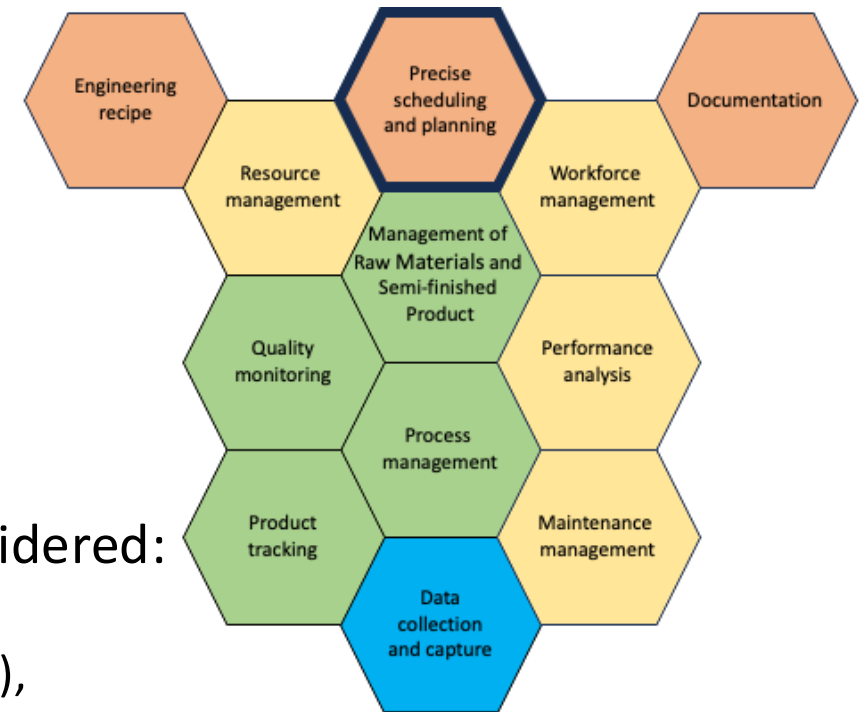 Engineering
recipe
Precise
scheduling
and planning
Documentation
Resource
management
Workforce
management
Management of
Raw Materials and
Semi-finished
Product
Quality
monitoring
Performance
analysis
Process
management
Product
tracking
Maintenance
management
idered:
Data
collection
and capture
),